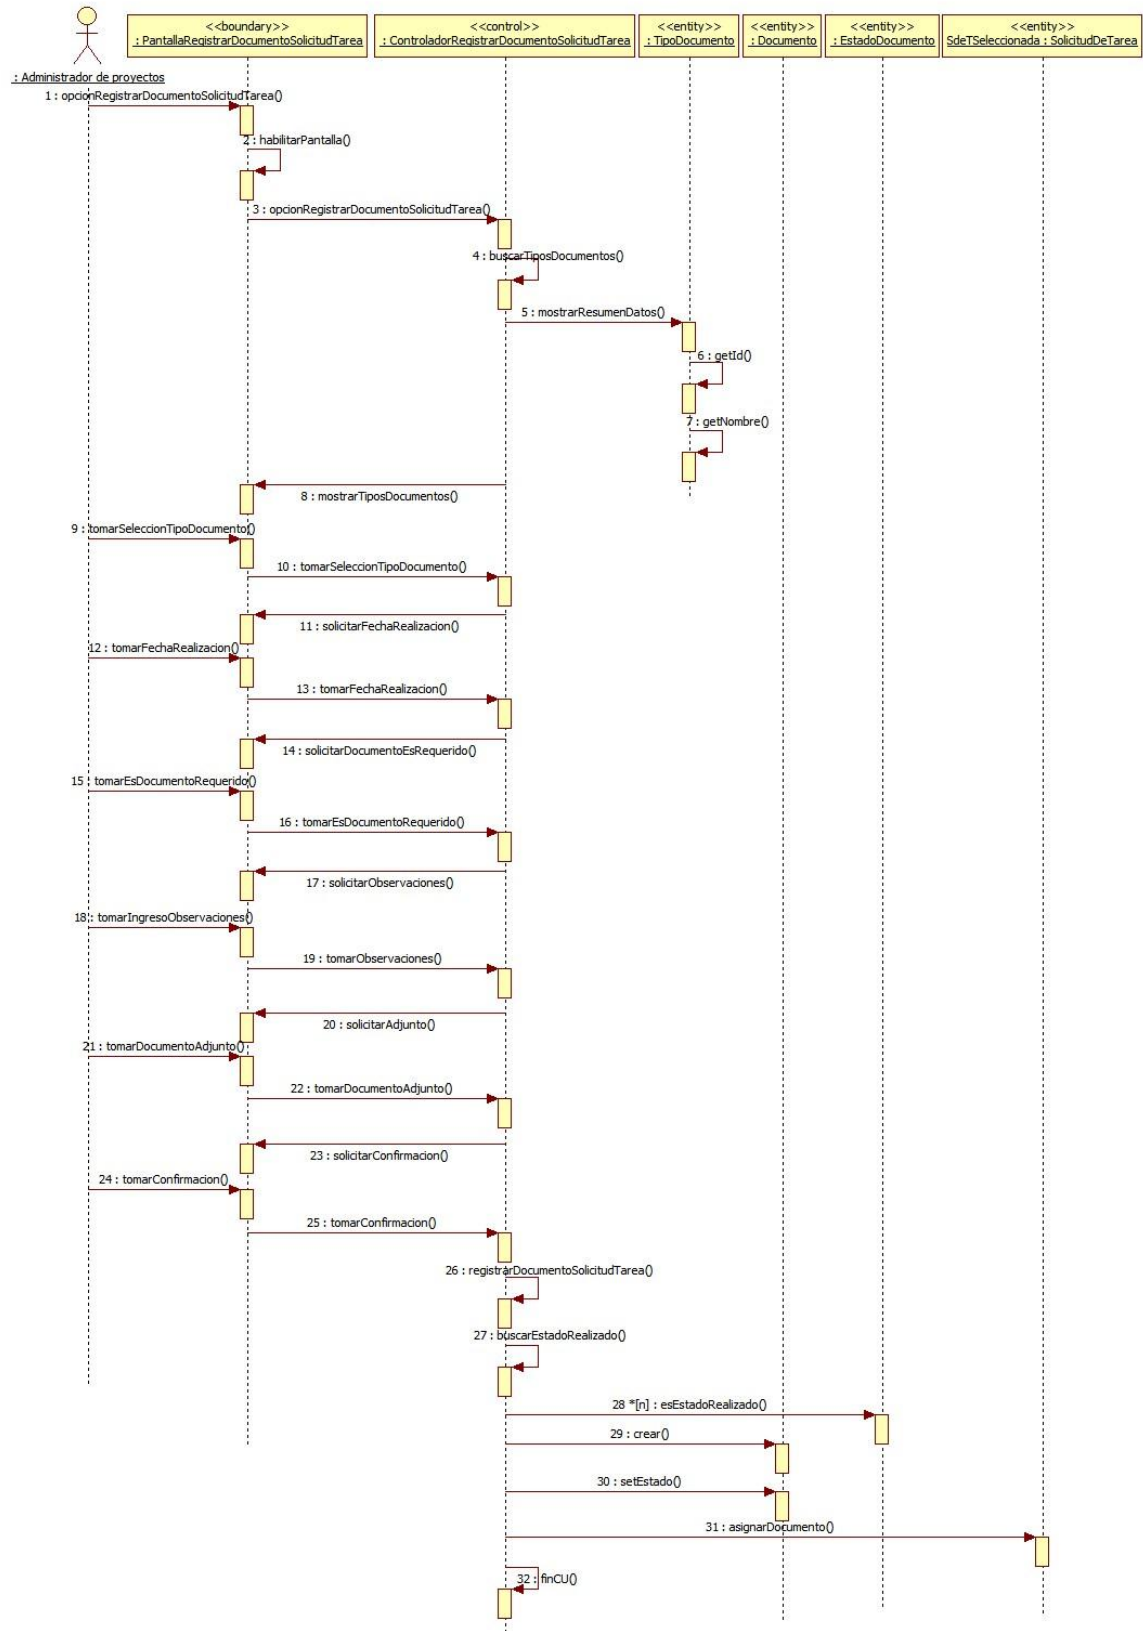 <<boundary>>
: PantallaRegistrarDocumentoSolicitudTarea
<<control>>
: ControladorRegistrarDocumentoSolicitudTarea
<<entity>>
: TipoDocumento
<<entity>>
: Documento
<<entity>>
: EstadoDocumento
<<entity>>
SdeTSeleccionada : SolicitudDeTarea
: Administrador de proyectos
1 : opcionRegistrarDocumentoSolicitudTarea()
2 : habilitarPantalla()
3 : opcionRegistrarDocumentoSolicitudTarea()
4 : buscarTiposDocumentos()
5 : mostrarResumenDatos()
6 : getId()
7 : getNombre()
8 : mostrarTiposDocumentos()
9 : tomarSeleccionTipoDocumento()
10 : tomarSeleccionTipoDocumento()
11 : solicitarFechaRealizacion()
12 : tomarFechaRealizacion()
13 : tomarFechaRealizacion()
14 : solicitarDocumentoEsRequerido()
15 : tomarEsDocumentoRequerido()
16 : tomarEsDocumentoRequerido()
17 : solicitarObservaciones()
18 : tomarIngresoObservaciones()
19 : tomarObservaciones()
20 : solicitarAdjunto()
21 : tomarDocumentoAdjunto()
22 : tomarDocumentoAdjunto()
23 : solicitarConfirmacion()
24 : tomarConfirmacion()
25 : tomarConfirmacion()
26 : registrarDocumentoSolicitudTarea()
27 : buscarEstadoRealizado()
28 *[n] : esEstadoRealizado()
29 : crear()
30 : setEstado()
31 : asignarDocumento()
32 : finCU()